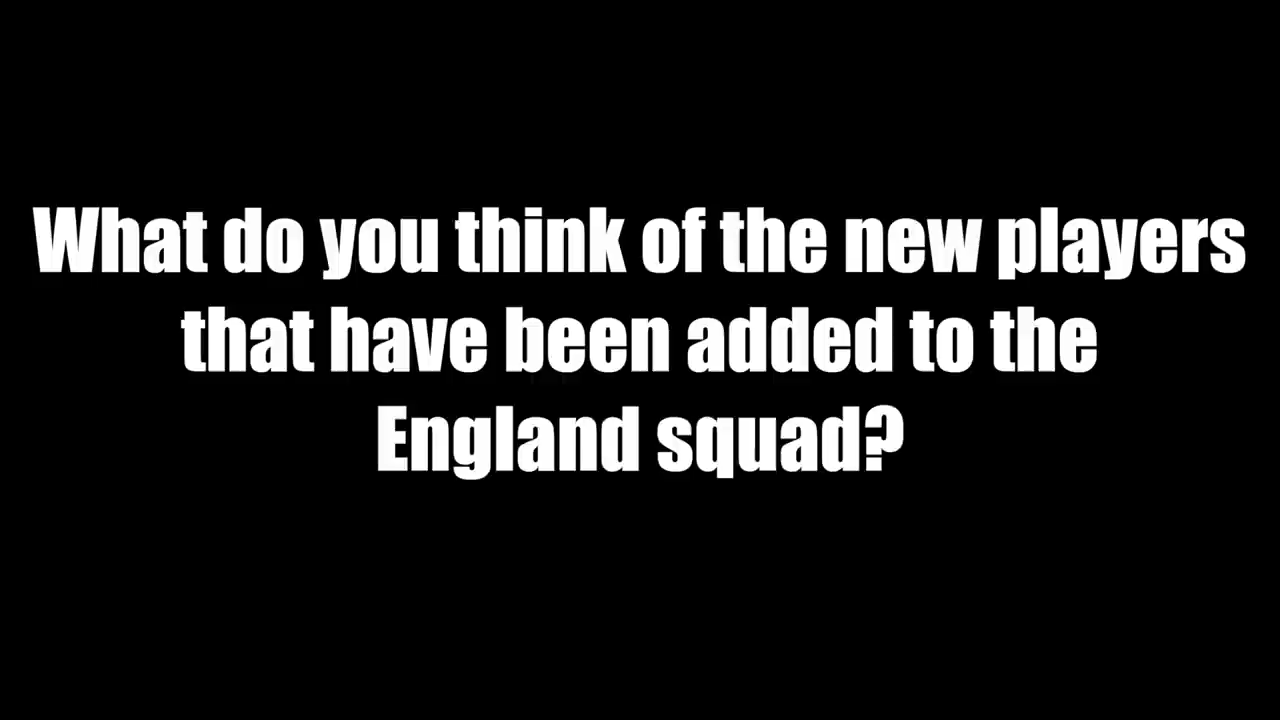 What do you think of the new players
that have been added to the
England squad?